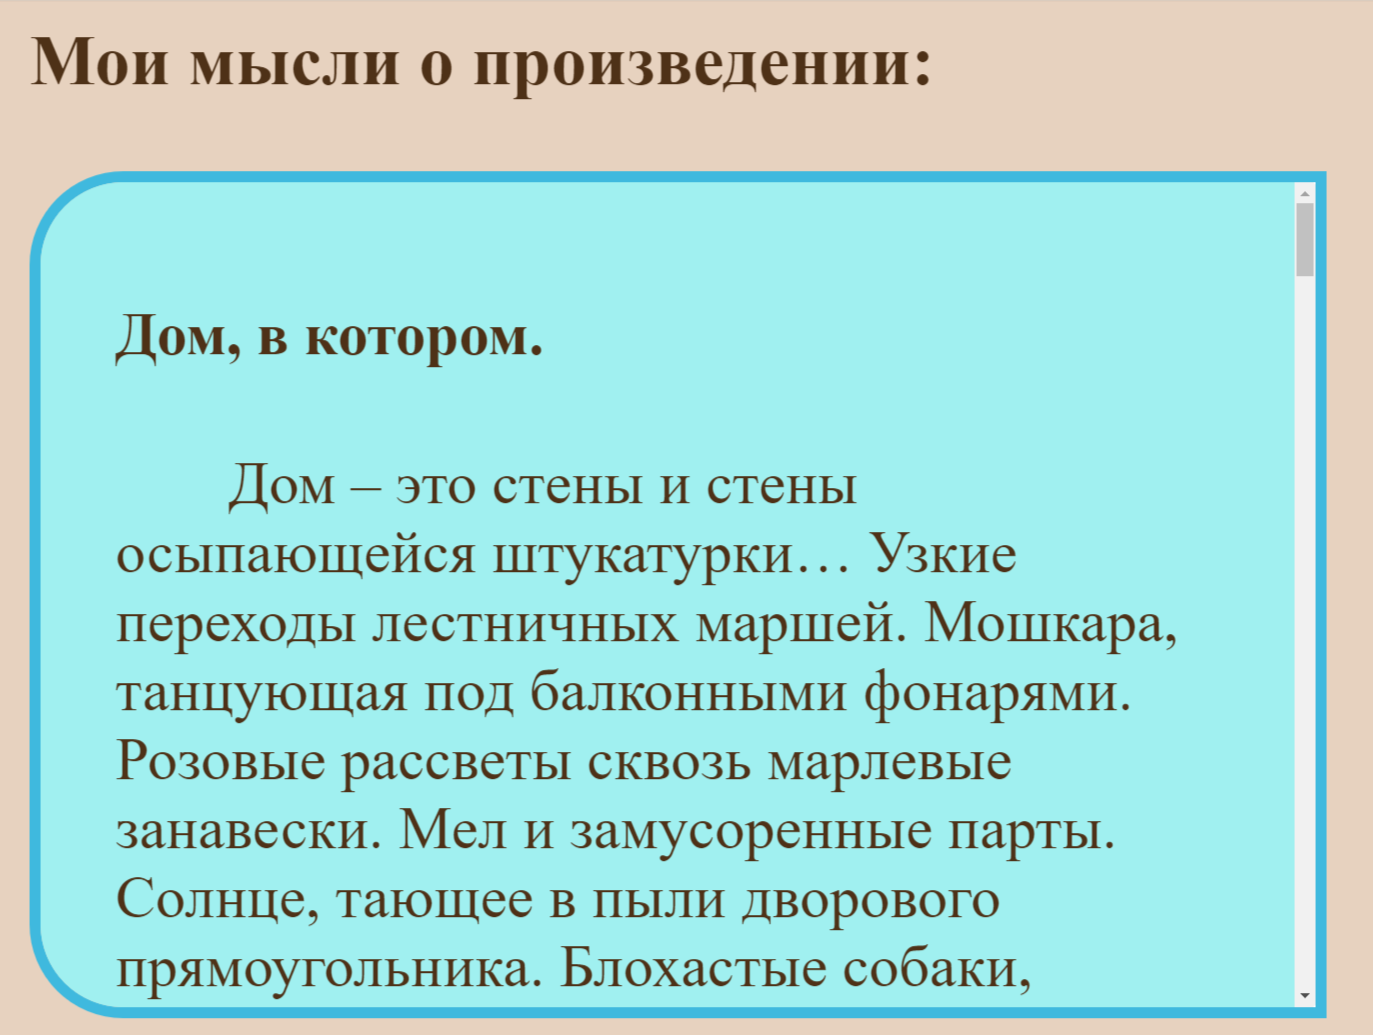 Мои мысли о произведении:
Дом, в котором.
Дом – это стены и стены
осыпающейся штукатурки… Узкие
переходы лестничных маршей. Мошкара,
танцующая под балконными фонарями.
Розовые рассветы сквозь марлевые
занавески. Мел и замусоренные парты.
Солнце, тающее в пыли дворового
прямоугольника. Блохастые собаки,